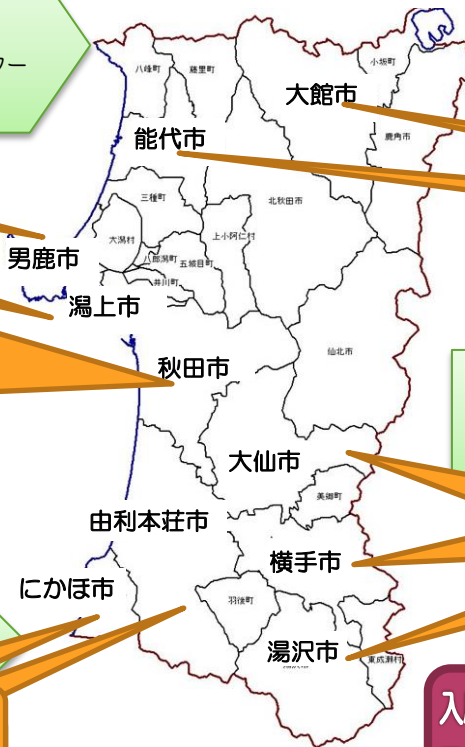 ター
小坂町
八峰町
藤里町
大館市
能代市
鹿角市
三種町
北秋田市
大潟村
上小阿仁村
男鹿市
八郎潟町
五城目町
井川町
潟上市
仙北市
秋田市
大仙市
美郷町
由利本荘市
横手市
にかほ市
羽後町
湯沢市
東成瀬村
入